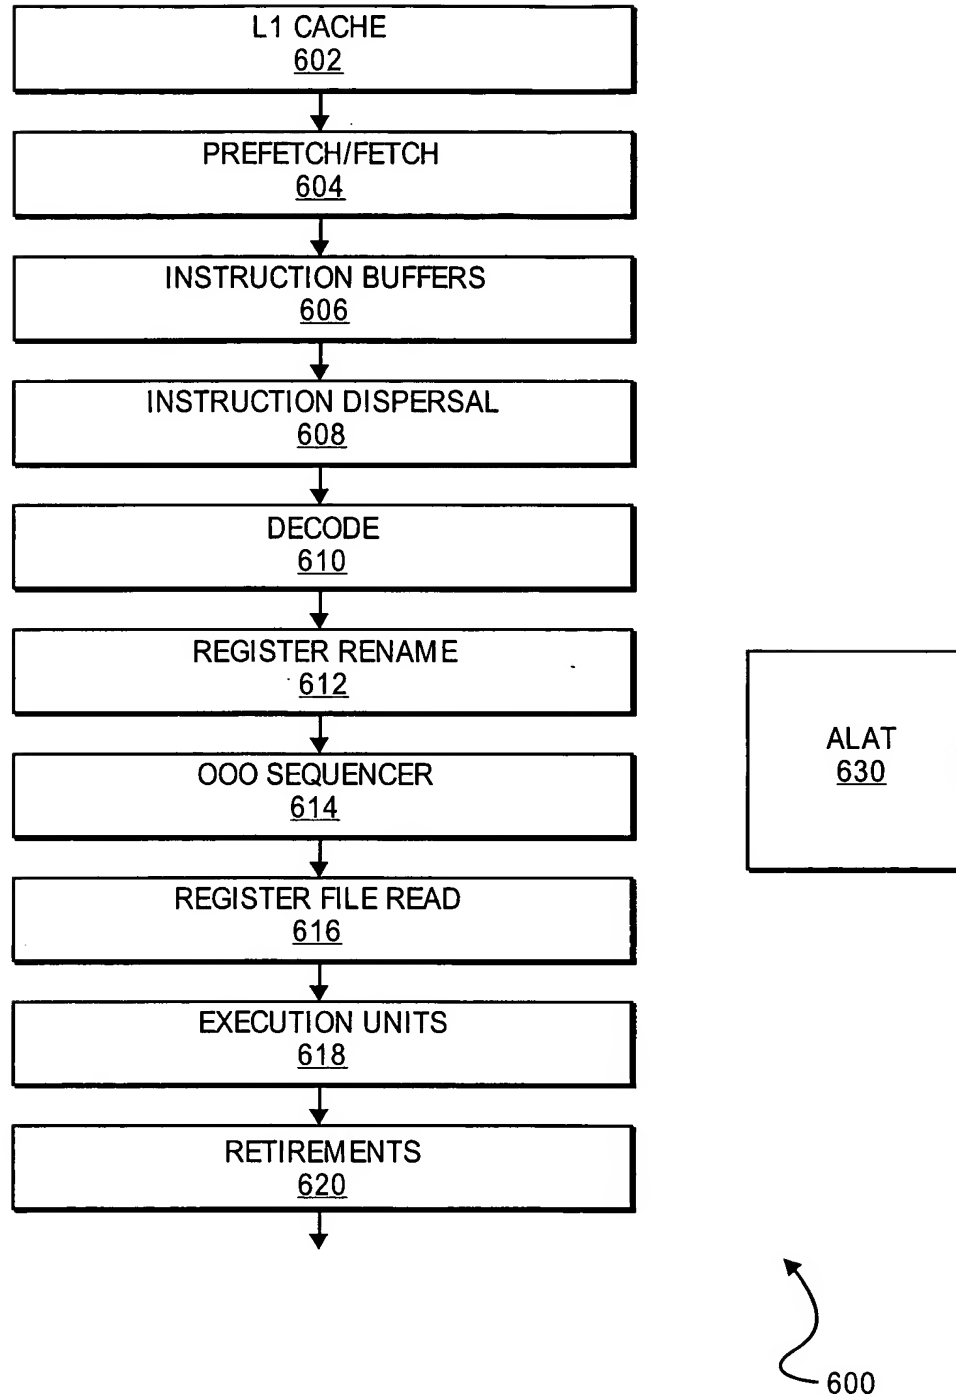 L1 CACHE
602
PREFETCH/FETCH
604
INSTRUCTION BUFFERS
606
INSTRUCTION DISPERSAL
608
DECODE
610
REGISTER RENAME
612
OOO SEQUENCER
614
REGISTER FILE READ
616
EXECUTION UNITS
618
RETIREMENTS
620
ALAT
630
600